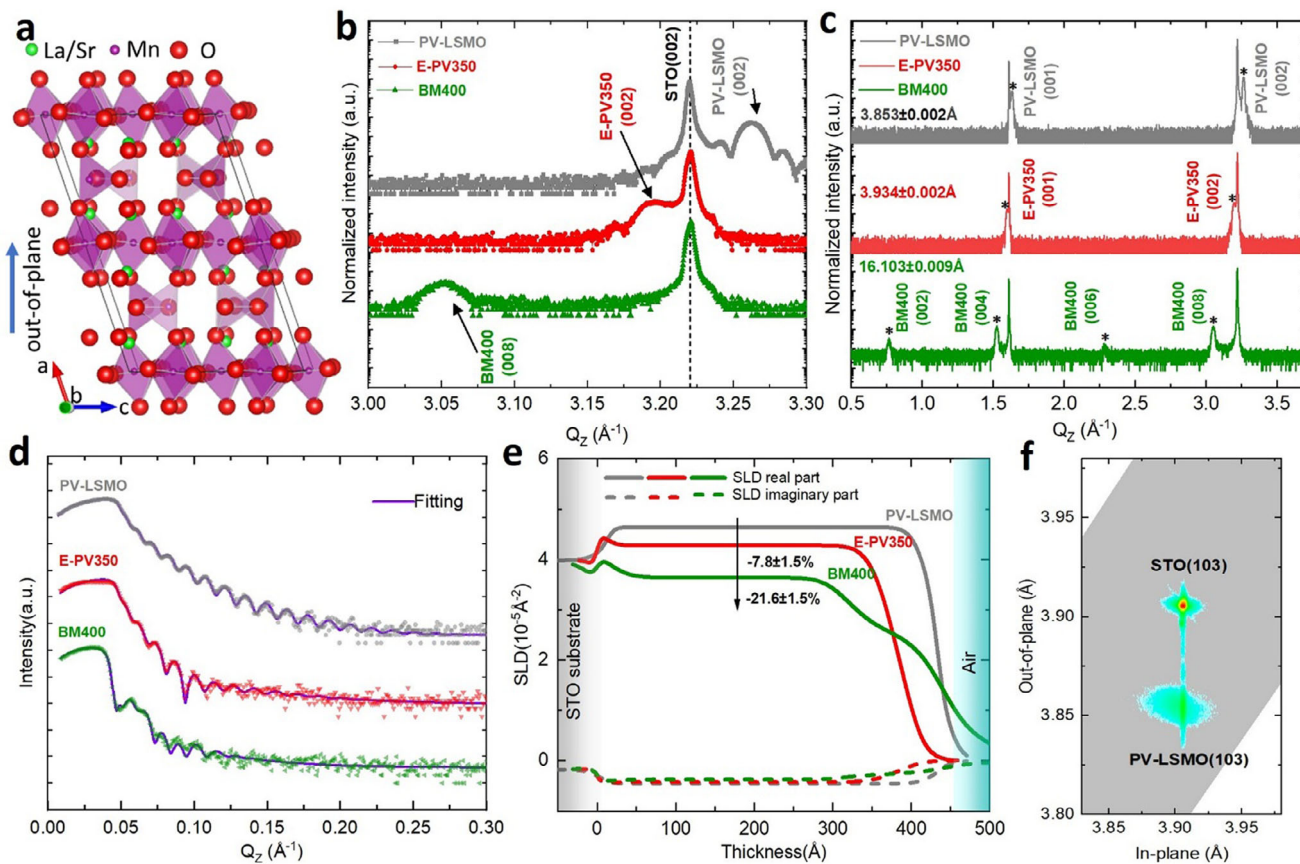 a
La/Sr Mn O
out-of-plane
a
b
c
b
PV-LSMO
E-PV350
BM400
STO(002)
PV-LSMO
(002)
E-PV350
(002)
BM400
(008)
Normalized intensity (a.u.)
3.00 3.05 3.10 3.15 3.20 3.25 3.30
QZ (Å-1)
c
PV-LSMO
E-PV350
BM400
3.853±0.002Å
* PV-LSMO
(001)
* PV-LSMO
(002)
3.934±0.002Å
* E-PV350
(001)
E-PV350
(002) *
16.103±0.009Å
* BM400
(002)
BM400
(004) *
BM400
(006) *
BM400
(008) *
Normalized intensity (a.u.)
0.5 1.0 1.5 2.0 2.5 3.0 3.5
QZ (Å-1)
d
PV-LSMO
Fitting
E-PV350
BM400
Intensity(a.u.)
0.00 0.05 0.10 0.15 0.20 0.25 0.30
QZ (Å-1)
e
SLD real part
SLD imaginary part
PV-LSMO
E-PV350
BM400
-7.8±1.5%
-21.6±1.5%
STO substrate
Air
SLD(10-5Å-2)
6
4
2
0
0 100 200 300 400 500
Thickness(Å)
f
STO(103)
PV-LSMO(103)
Out-of-plane (Å)
3.95
3.90
3.85
3.80
3.85 3.90 3.95
In-plane (Å)